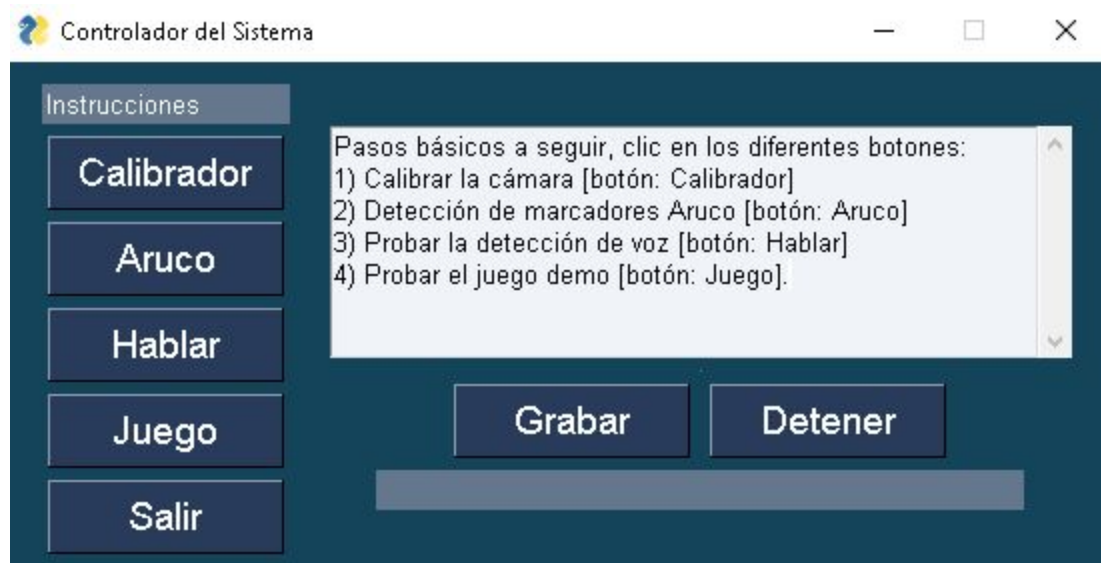 Controlador del Sistema
Instrucciones
Calibrador
Aruco
Hablar
Juego
Salir
Pasos básicos a seguir, clic en los diferentes botones:
1) Calibrar la cámara [botón: Calibrador]
2) Detección de marcadores Aruco [botón: Aruco]
3) Probar la detección de voz [botón: Hablar]
4) Probar el juego demo [botón: Juego].
Grabar
Detener